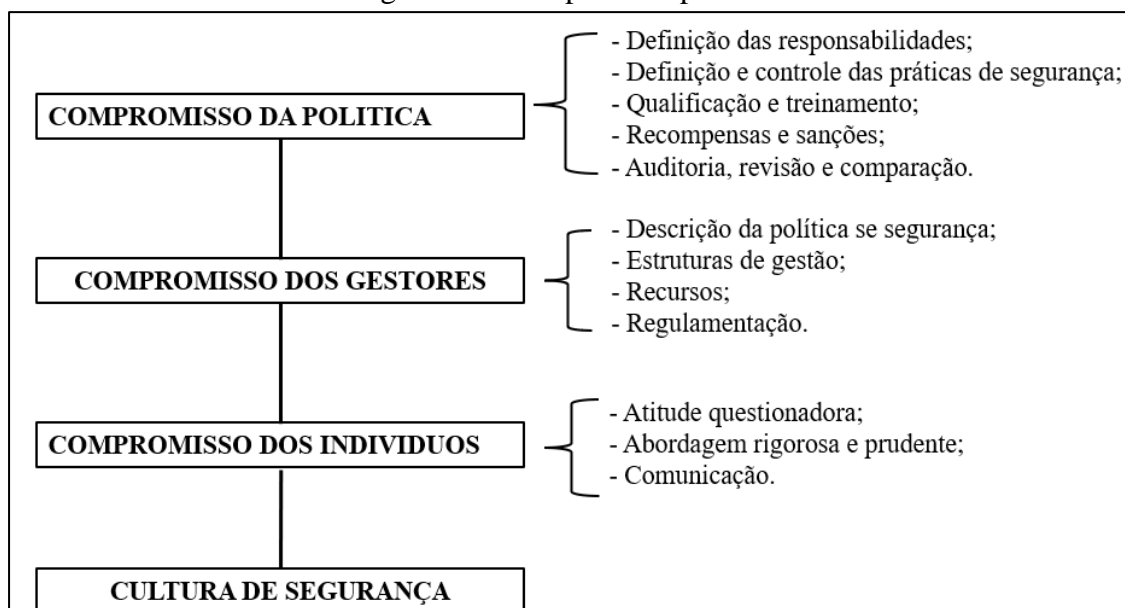 - Definição das responsabilidades;
- Definição e controle das práticas de segurança;
COMPROMISSO DA POLITICA
- Qualificação e treinamento;
- Recompensas e sanções;
- Auditoria, revisão e comparação.
- Descrição da política se segurança;
COMPROMISSO DOS GESTORES
- Estruturas de gestão;
- Recursos;
- Regulamentação.
- Atitude questionadora;
COMPROMISSO DOS INDIVIDUOS
- Abordagem rigorosa e prudente;
- Comunicação.
CULTURA DE SEGURANÇA